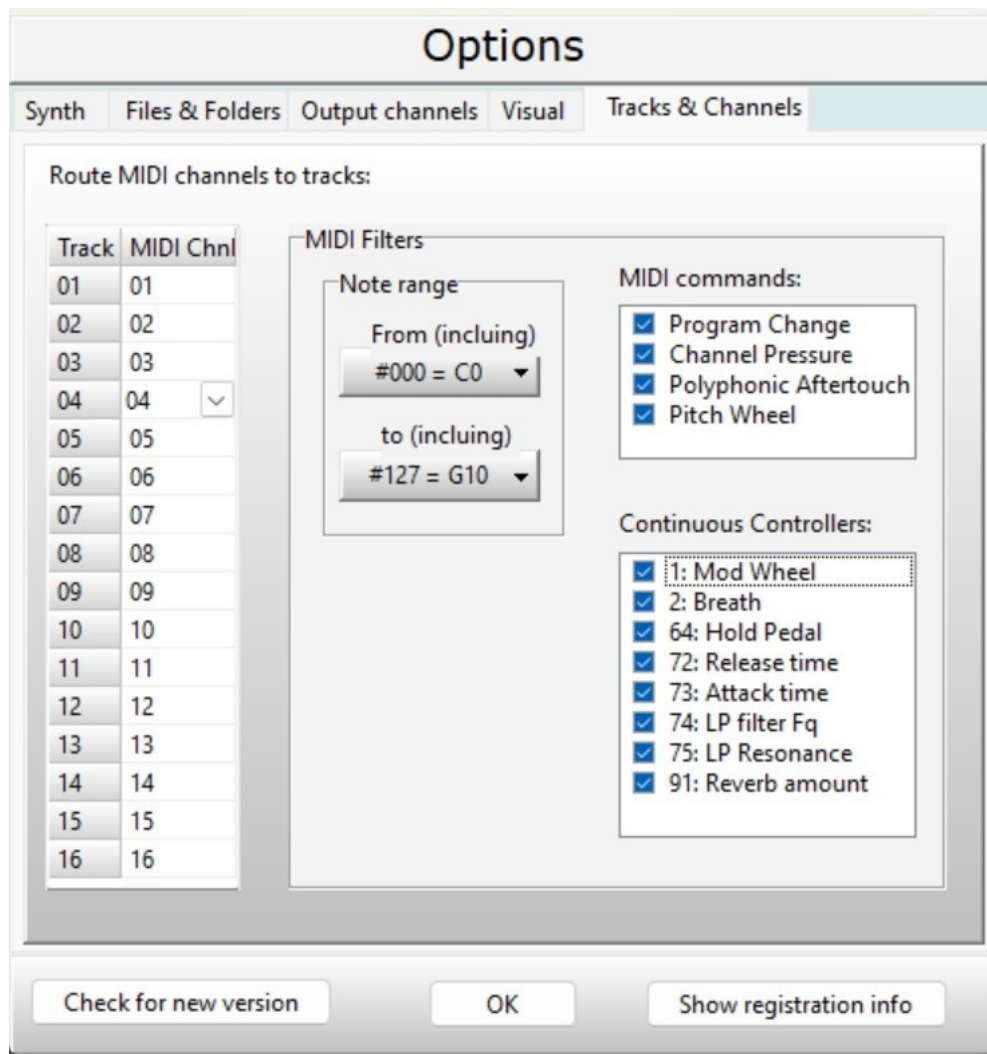 Options
Synth Files & Folders Output channels Visual Tracks & Channels
Route MIDI channels to tracks:
Track MIDI Chnl
01 01
02 02
03 03
04 04
05 05
06 06
07 07
08 08
09 09
10 10
11 11
12 12
13 13
14 14
15 15
16 16
MIDI Filters
Note range
From (incluing)
#000 = C0
to (incluing)
#127 = G10
MIDI commands:
Program Change
Channel Pressure
Polyphonic Aftertouch
Pitch Wheel
Continuous Controllers:
1: Mod Wheel
2: Breath
64: Hold Pedal
72: Release time
73: Attack time
74: LP filter Fq
75: LP Resonance
91: Reverb amount
Check for new version OK Show registration info